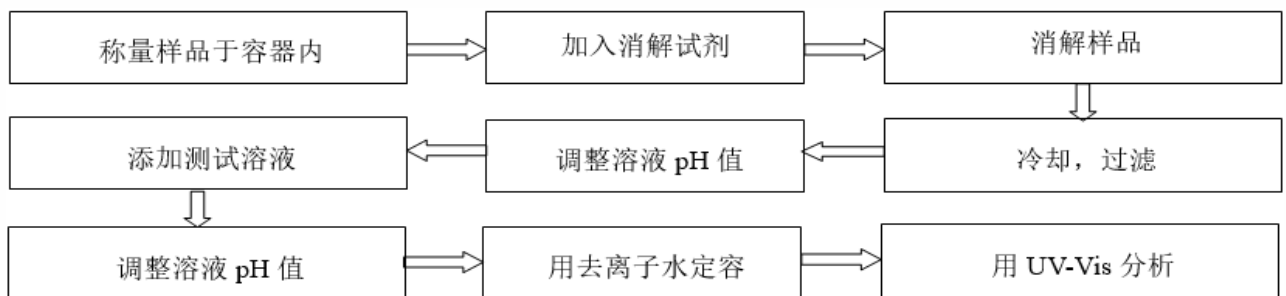 称量样品于容器内
加入消解试剂
消解样品
冷却，过滤
调整溶液 pH 值
添加测试溶液
调整溶液 pH 值
用去离子水定容
用 UV-Vis 分析